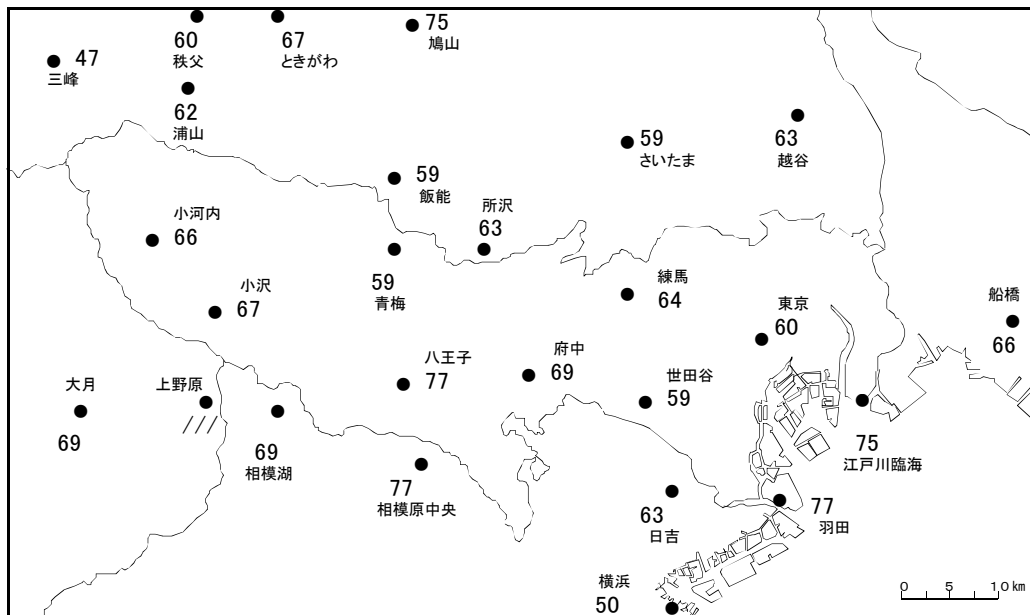 75
鳩山
60
秩父
67
ときがわ
47
三峰
62
浦山
59
さいたま
63
越谷
59
飯能
所沢
63
小河内
66
59
青梅
練馬
64
小沢
67
東京
60
船橋
66
八王子
77
府中
69
世田谷
59
大月
69
上野原
///
69
相模湖
75
江戸川臨海
77
相模原中央
63
日吉
77
羽田
横浜
50
0 5 10km